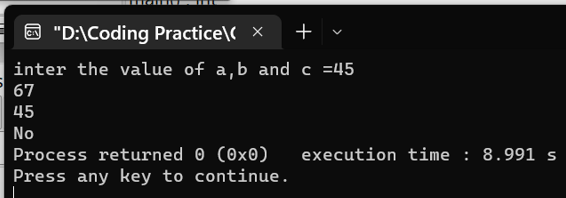 "D:\Coding Practice\C
inter the value of a,b and c =45
67
45
No
Process returned 0 (0x0)   execution time : 8.991 s
Press any key to continue.